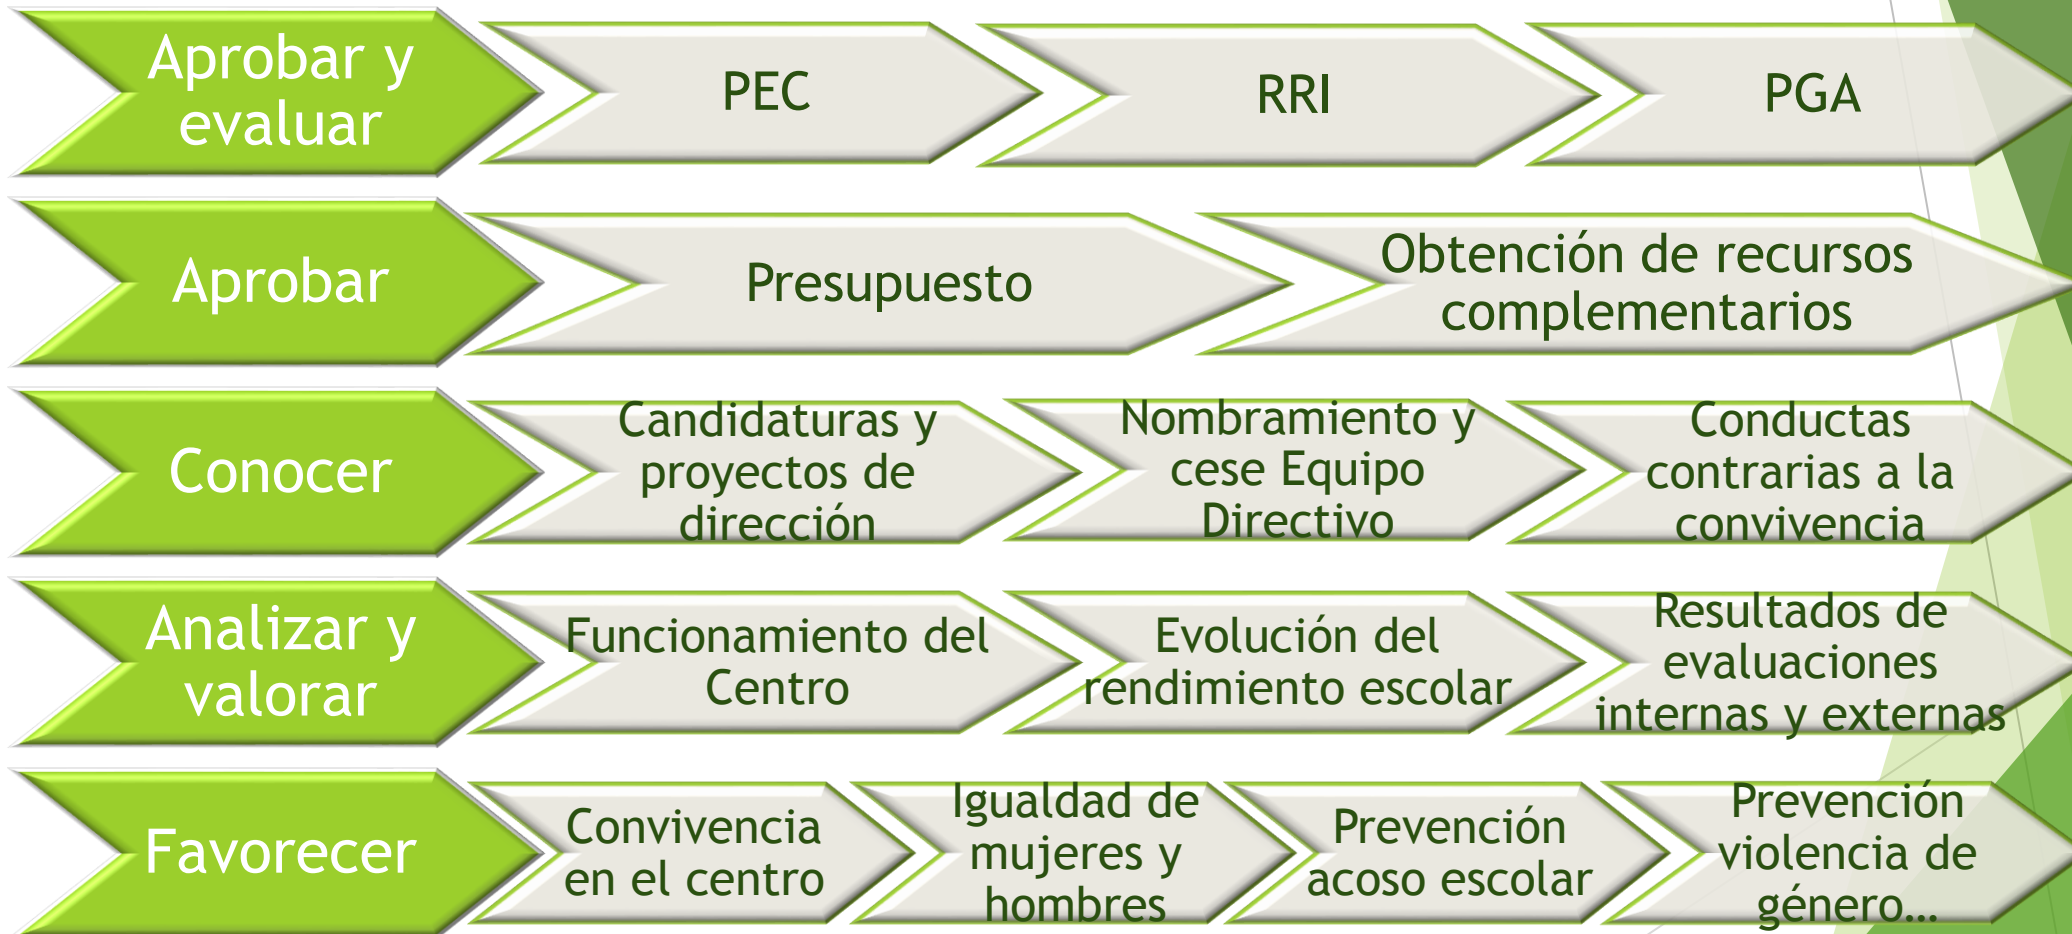 Aprobar y
evaluar
PEC
RRI
PGA
Aprobar
Presupuesto
Obtención de recursos
complementarios
Conocer
Candidaturas y
proyectos de
dirección
Nombramiento y
cese Equipo
Directivo
Conductas
contrarias a la
convivencia
Analizar y
valorar
Funcionamiento del
Centro
Evolución del
rendimiento escolar
Resultados de
evaluaciones
internas y externas
Favorecer
Convivencia
en el centro
Igualdad de
mujeres y
hombres
Prevención
acoso escolar
Prevención
violencia de
género…